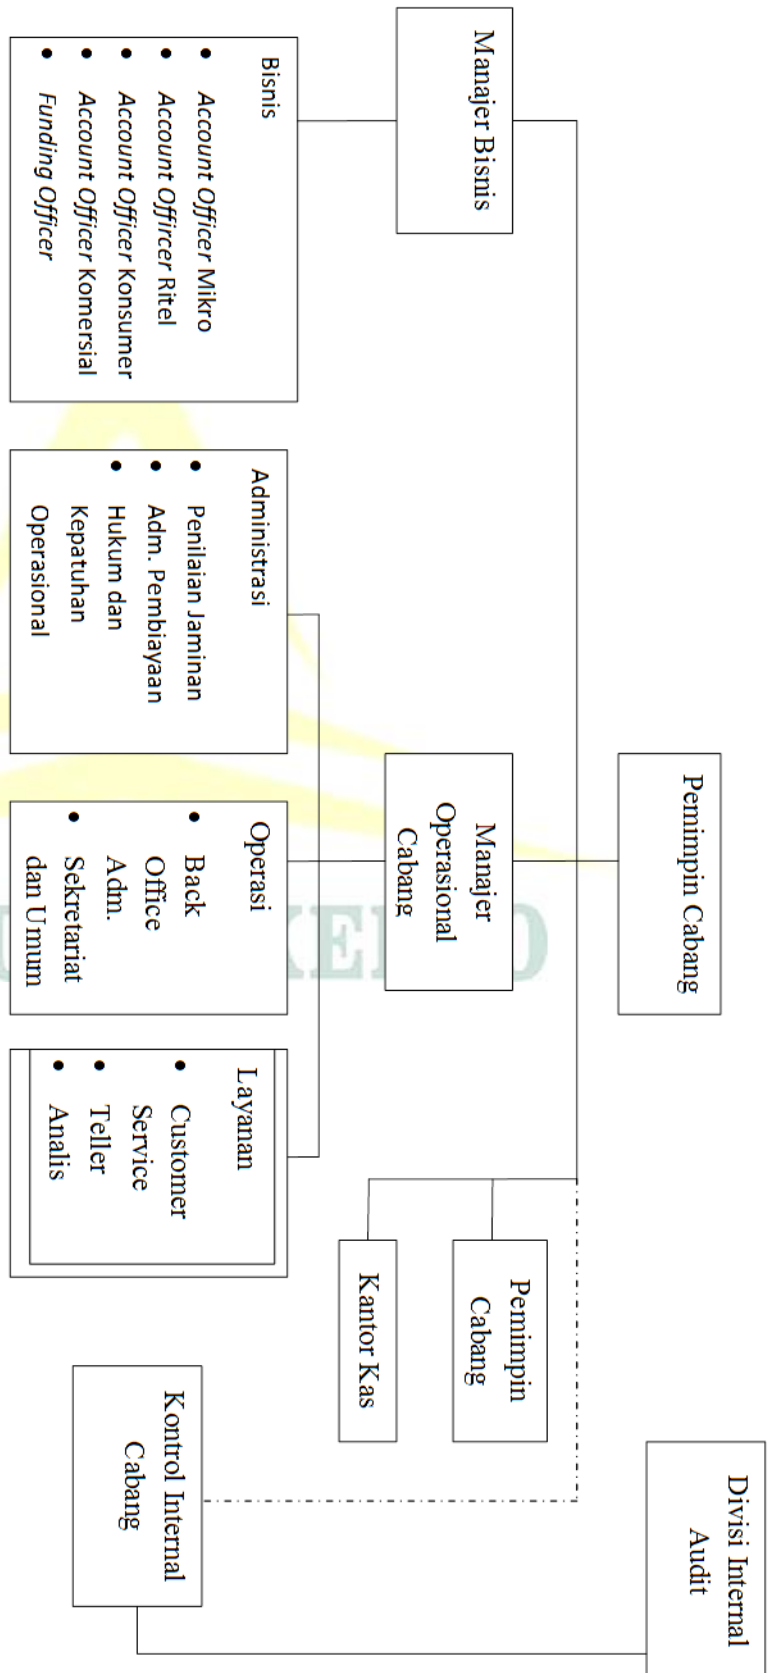 Pemimpin Cabang
Divisi Internal
Audit
Manajer Bisnis
Manajer
Operasional
Cabang
Pemimpin
Cabang
Kantor Kas
Bisnis
• Account Officer Mikro
• Account Offircer Ritel
• Account Officer Konsumer
• Account Officer Komersial
• Funding Officer
Administrasi
• Penilaian Jaminan
• Adm. Pembiayaan
• Hukum dan
Kepatuhan
Operasional
Operasi
• Back
Office
Adm.
• Sekretariat
dan Umum
Layanan
• Customer
Service
• Teller
• Analis
Kontrol Internal
Cabang